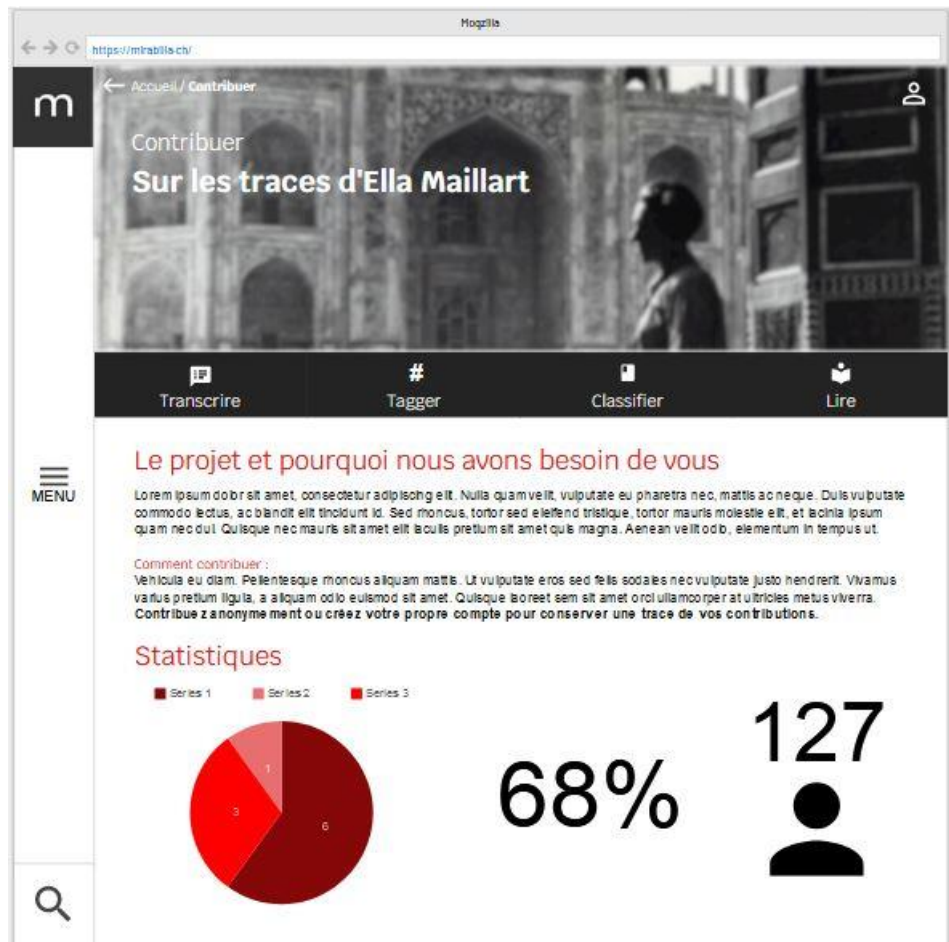 Moqzilla
https://mirabilia.ch/
m
Accueil / Contribuer
Contribuer
Sur les traces d'Ella Maillart
Transcrire
# Tagger
Classifier
Lire
MENU
Le projet et pourquoi nous avons besoin de vous
Lorem ipsum dolor sit amet, consectetur adipiscing elit. Nulla quam velit, vulputate eu pharetra nec, mattis ac neque. Duis vulputate
commodo lectus, ac blandit elit tincidunt id. Sed rhoncus, tortor sed eleifend tristique, tortor mauris molestie elit, et lacinia ipsum
quam nec dui. Quisque nec mauris sit amet elit iaculis pretium sit amet quis magna. Aenean velit odio, elementum in tempus ut.
Comment contribuer :
Vehicula eu diam. Pellentesque rhoncus aliquam mattis. Ut vulputate eros sed felis sodales nec vulputate justo hendrerit. Vivamus
varius pretium ligula, a aliquam odio euismod sit amet. Quisque laoreet sem sit amet orci ullamcorper at ultricies metus viverra.
Contribuez anonymement ou créez votre propre compte pour conserver une trace de vos contributions.
Statistiques
Series 1 Series 2 Series 3
1
3
6
68%
127